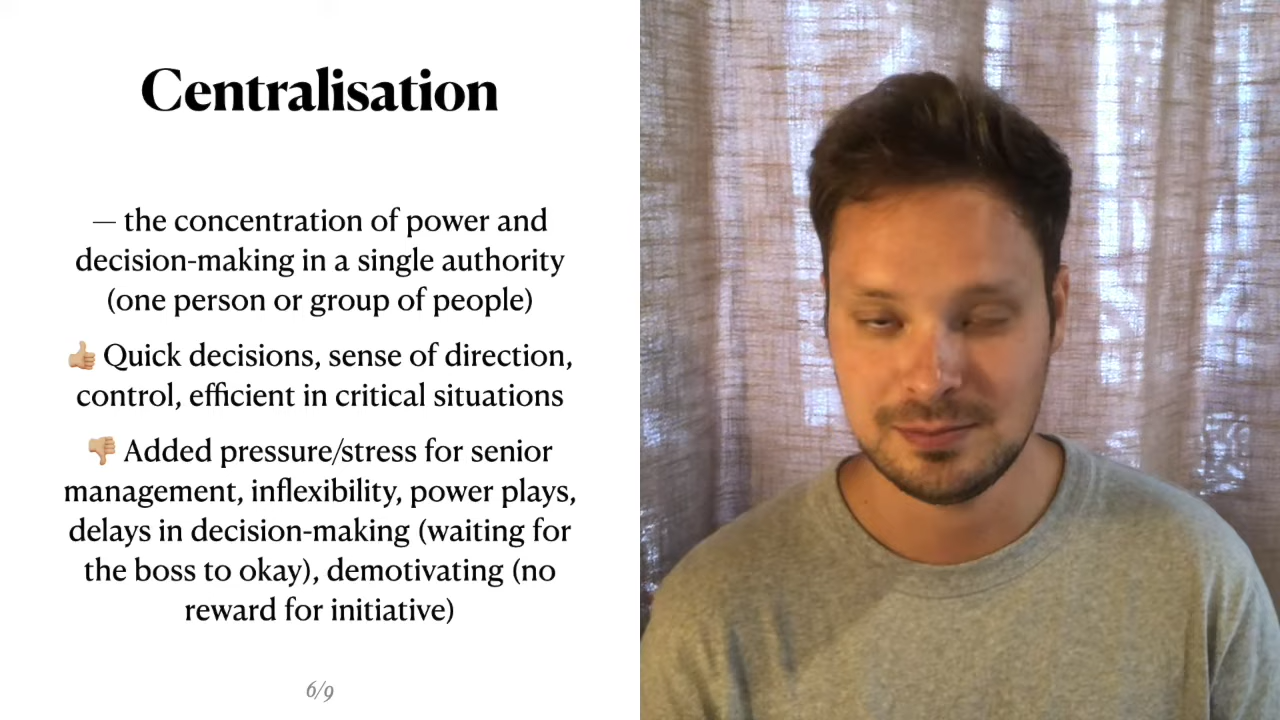 Centralisation
— the concentration of power and
decision-making in a single authority
(one person or group of people)
👍🏼 Quick decisions, sense of direction,
control, efficient in critical situations
👎🏼 Added pressure/stress for senior
management, inflexibility, power plays,
delays in decision-making (waiting for
the boss to okay), demotivating (no
reward for initiative)
6/9